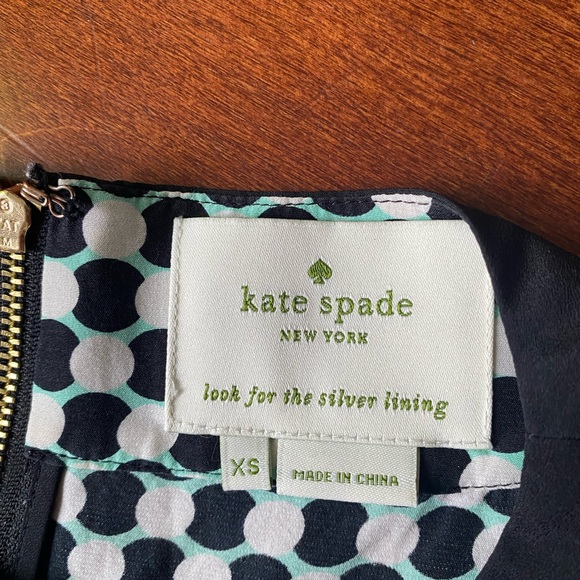 kate spade
NEW YORK
look for the silver lining
XS
MADE IN CHINA